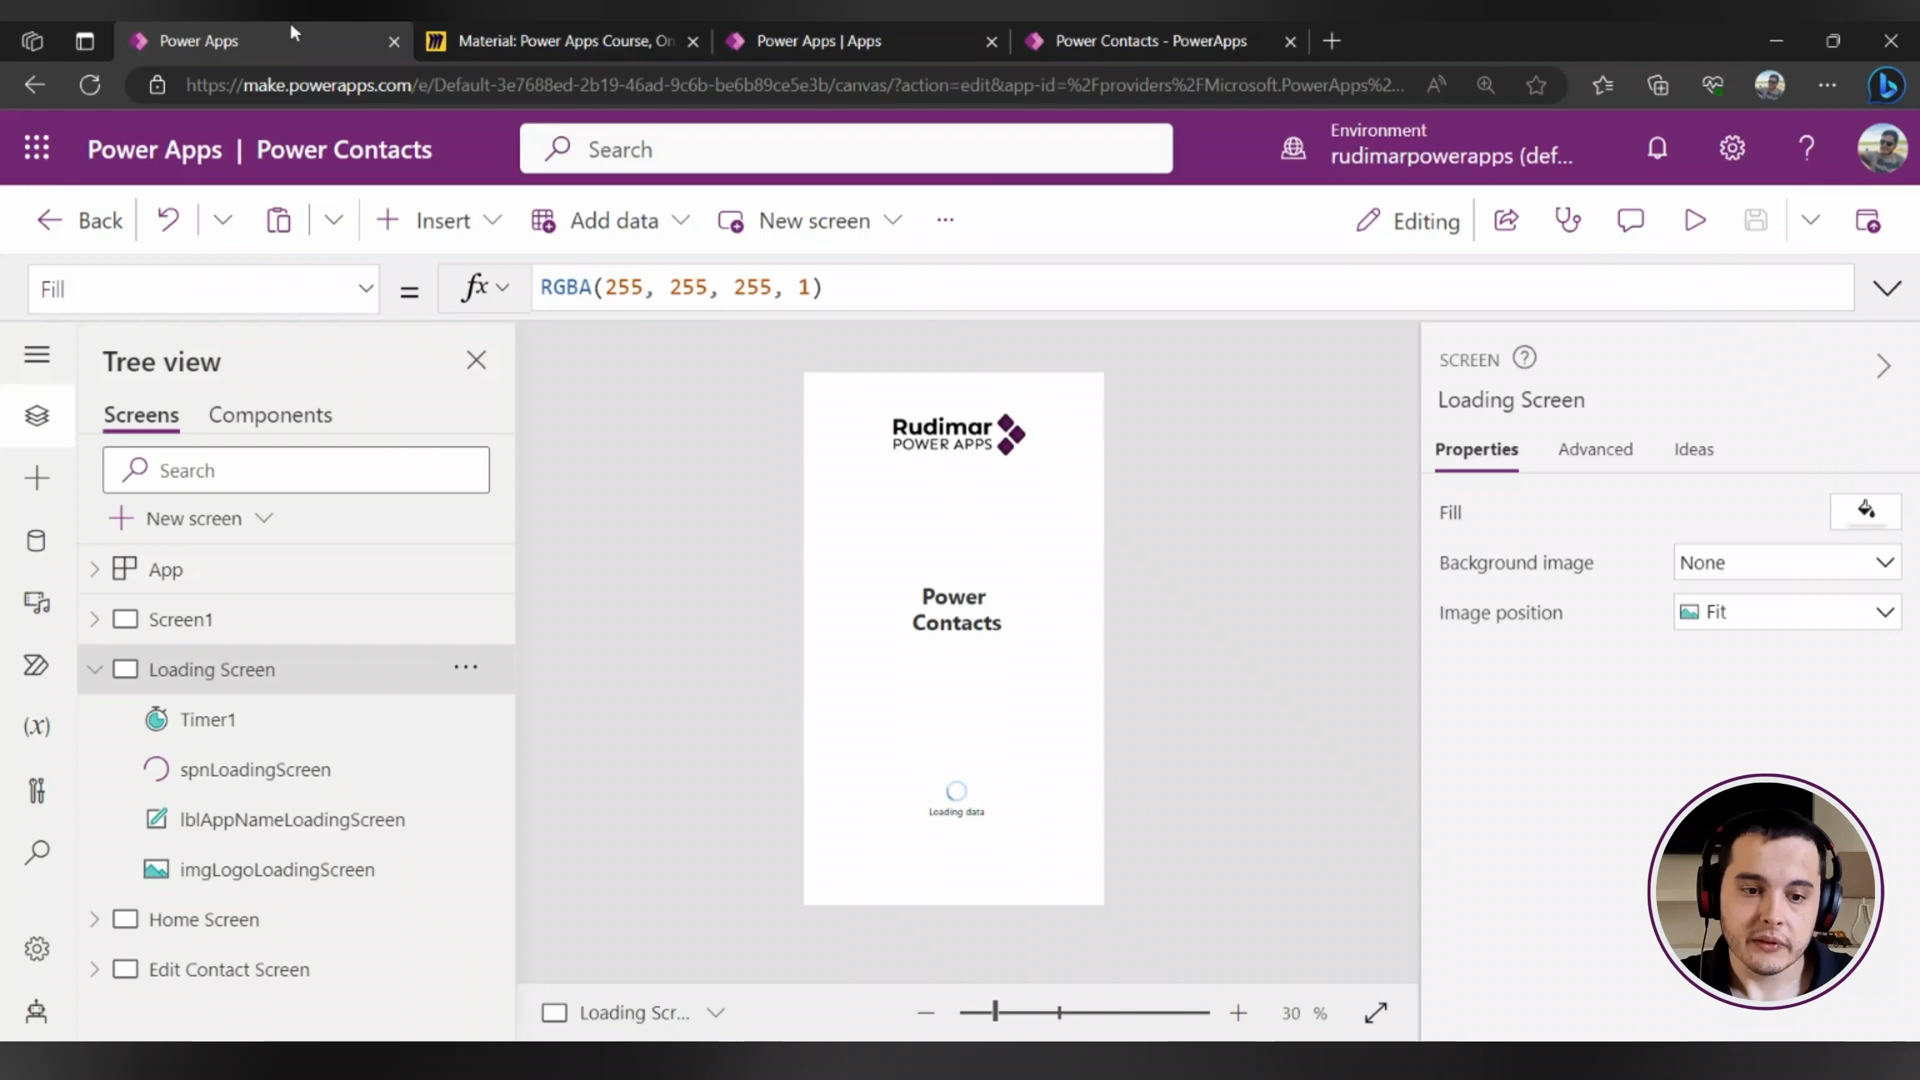 Power Apps
Material: Power Apps Course, On
Power Apps | Apps
Power Contacts - PowerApps
https://make.powerapps.com/e/Default-3e7688ed-2b19-46ad-9c6b-be6b89ce5e3b/canvas/?action=edit&app-id=%2Fproviders%2FMicrosoft.PowerApps%2...
Power Apps | Power Contacts
Search
Environment
rudimarpowerapps (def...
Back
Insert
Add data
New screen
...
Editing
Fill
=
fx
RGBA(255, 255, 255, 1)
Tree view
Screens
Components
Search
New screen
App
Screen1
Loading Screen
...
Timer1
spnLoadingScreen
lblAppNameLoadingScreen
imgLogoLoadingScreen
Home Screen
Edit Contact Screen
(x)
Rudimar
POWER APPS
Power
Contacts
Loading data
Loading Scr...
30 %
SCREEN
Loading Screen
Properties
Advanced
Ideas
Fill
Background image
None
Image position
Fit